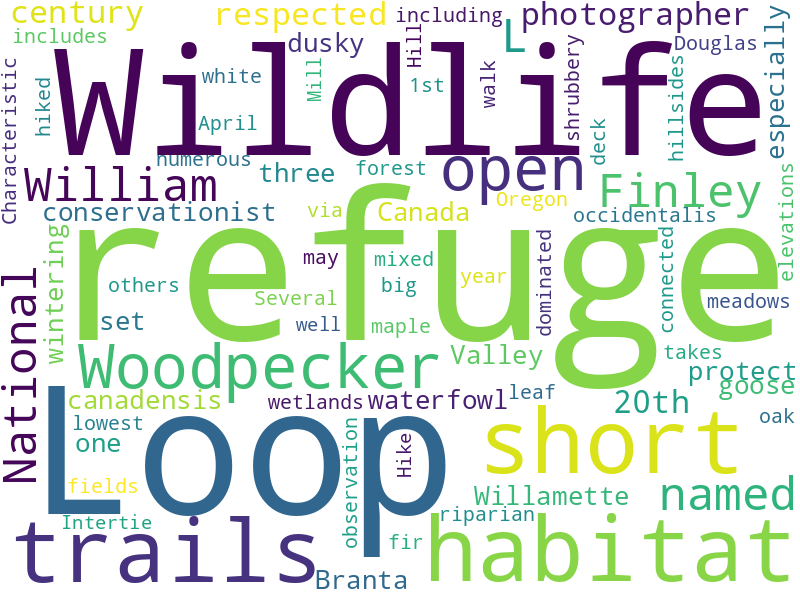 century
respected
including
photographer
includes
L
dusky
Hill
Douglas
especially
Wildlife
white
Mill
1st
walk
shrubbery
hiked
Characteristic
April
deck
hillsides
numerous
William
three
forest
open
Finley
conservationist
via
Canada
Oregon
occidentalis
elevations
refuge
wintering
may
mixed
dominated
connected
others
Several
big
year
meadows
set
well
maple
National
Woodpecker
Valley
takes
protect
goose
canadensis
wetlands
waterfowl
leaf
20th
Loop
lowest
one
short
oak
observation
Hike
fields
Willamette
named
Intertie
riparian
trails
fir
habitat
Branta